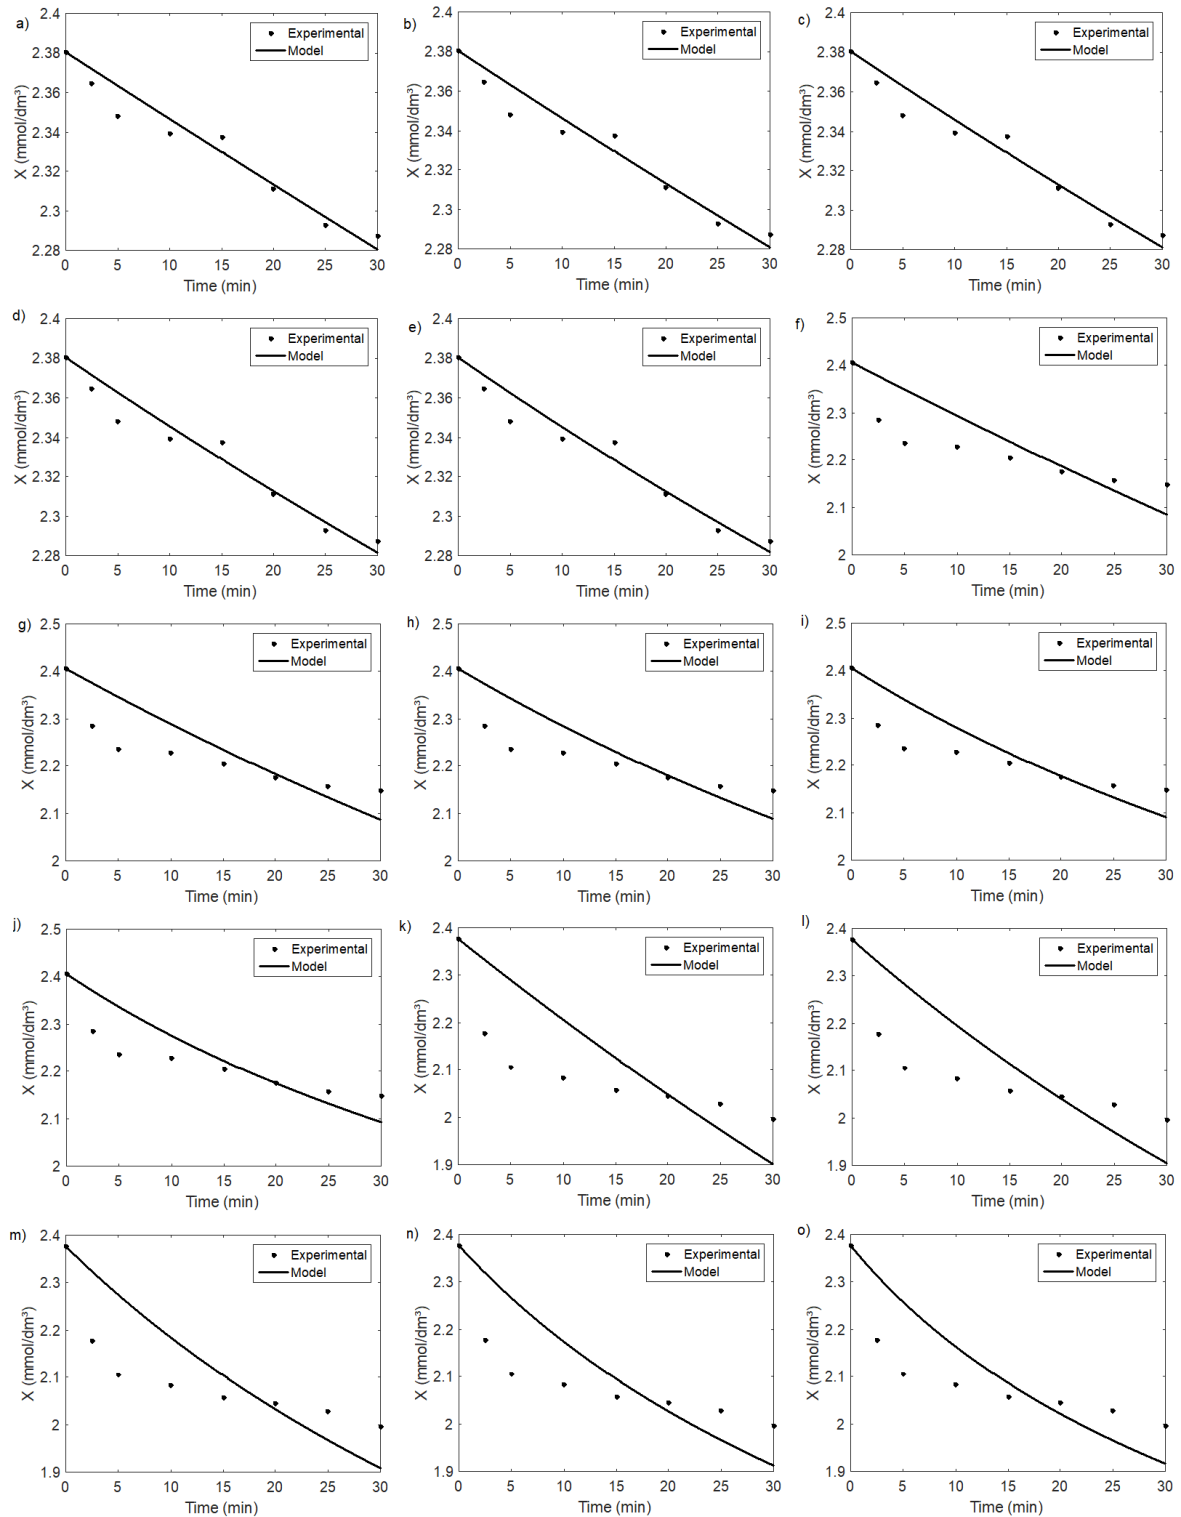 a)
2.4
2.38
2.36
2.34
2.32
2.3
2.28
X (mmol/dm³)
0 5 10 15 20 25 30
Time (min)
Experimental
Model
b)
2.4
2.38
2.36
2.34
2.32
2.3
2.28
X (mmol/dm³)
0 5 10 15 20 25 30
Time (min)
Experimental
Model
c)
2.4
2.38
2.36
2.34
2.32
2.3
2.28
X (mmol/dm³)
0 5 10 15 20 25 30
Time (min)
Experimental
Model
d)
2.4
2.38
2.36
2.34
2.32
2.3
2.28
X (mmol/dm³)
0 5 10 15 20 25 30
Time (min)
Experimental
Model
e)
2.4
2.38
2.36
2.34
2.32
2.3
2.28
X (mmol/dm³)
0 5 10 15 20 25 30
Time (min)
Experimental
Model
f)
2.5
2.4
2.3
2.2
2.1
2
X (mmol/dm³)
0 5 10 15 20 25 30
Time (min)
Experimental
Model
g)
2.5
2.4
2.3
2.2
2.1
2
X (mmol/dm³)
0 5 10 15 20 25 30
Time (min)
Experimental
Model
h)
2.5
2.4
2.3
2.2
2.1
2
X (mmol/dm³)
0 5 10 15 20 25 30
Time (min)
Experimental
Model
i)
2.5
2.4
2.3
2.2
2.1
2
X (mmol/dm³)
0 5 10 15 20 25 30
Time (min)
Experimental
Model
j)
2.5
2.4
2.3
2.2
2.1
2
X (mmol/dm³)
0 5 10 15 20 25 30
Time (min)
Experimental
Model
k)
2.4
2.3
2.2
2.1
2
1.9
X (mmol/dm³)
0 5 10 15 20 25 30
Time (min)
Experimental
Model
l)
2.4
2.3
2.2
2.1
2
1.9
X (mmol/dm³)
0 5 10 15 20 25 30
Time (min)
Experimental
Model
m)
2.4
2.3
2.2
2.1
2
1.9
X (mmol/dm³)
0 5 10 15 20 25 30
Time (min)
Experimental
Model
n)
2.4
2.3
2.2
2.1
2
1.9
X (mmol/dm³)
0 5 10 15 20 25 30
Time (min)
Experimental
Model
o)
2.4
2.3
2.2
2.1
2
1.9
X (mmol/dm³)
0 5 10 15 20 25 30
Time (min)
Experimental
Model